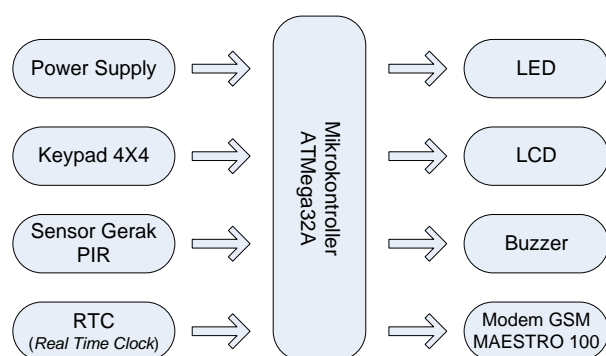 Power Supply
Keypad 4X4
Sensor Gerak
PIR
RTC
(Real Time Clock)
Mikrokontroller
ATMega32A
LED
LCD
Buzzer
Modem GSM
MAESTRO 100